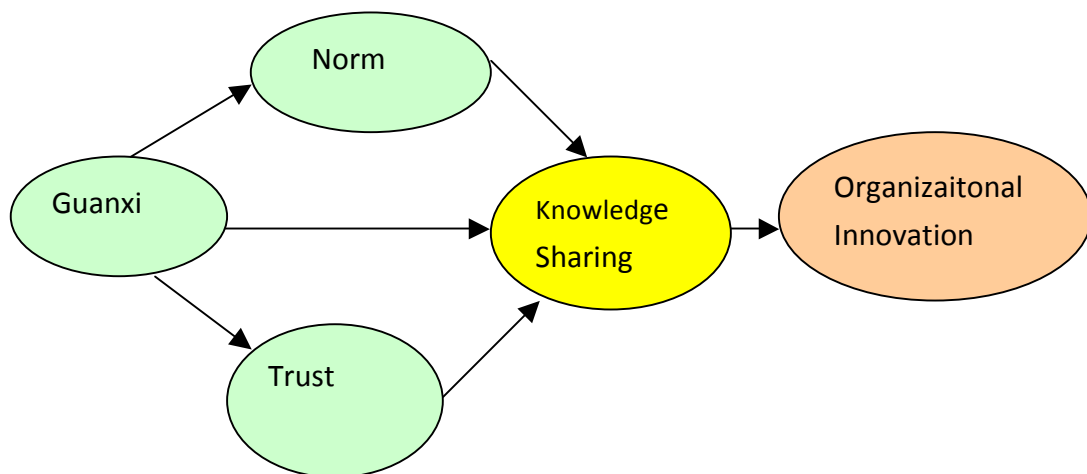 Norm
Guanxi
Knowledge
Sharing
Organizaitonal
Innovation
Trust